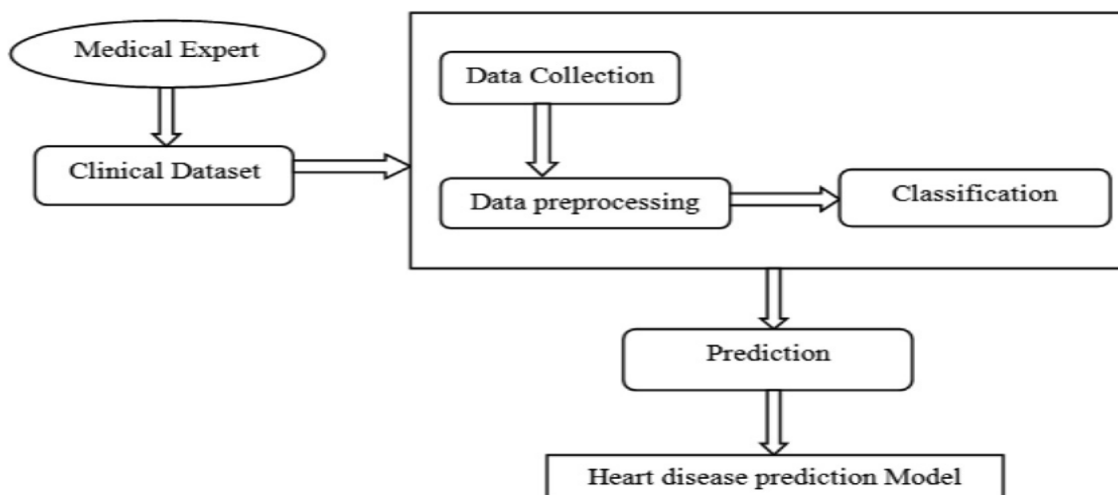 Medical Expert
Clinical Dataset
Data Collection
Data preprocessing
Classification
Prediction
Heart disease prediction Model